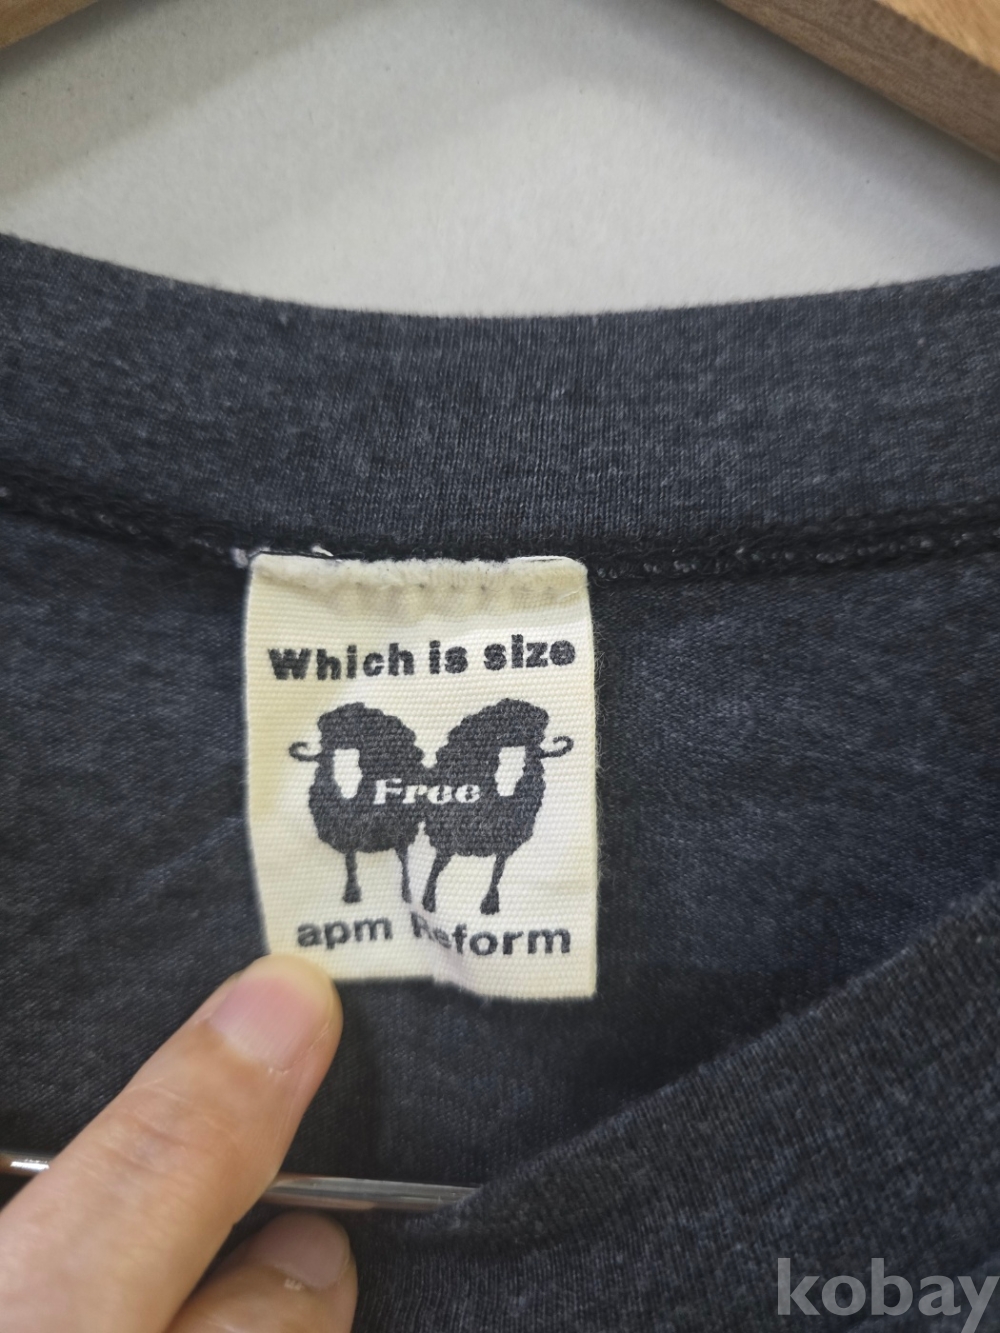 Which is size
Free
apm Reform
kobay